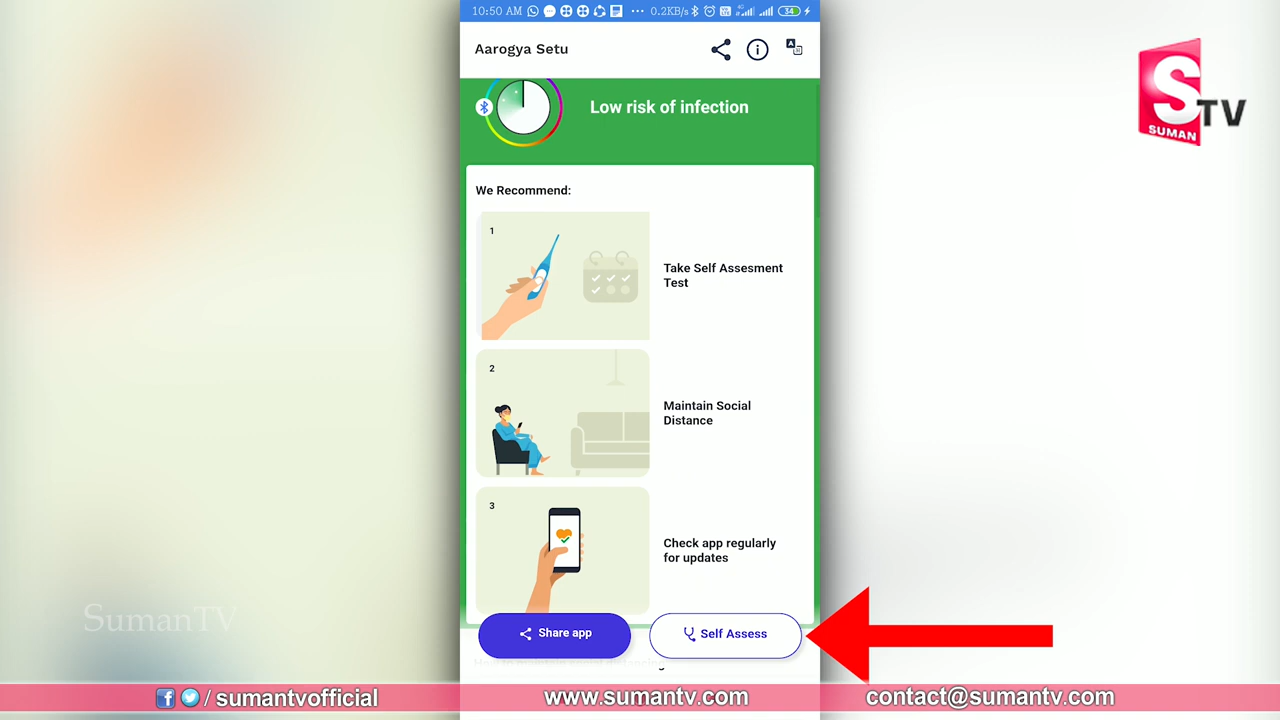 10:50 AM
0.2KB/s
34
Aarogya Setu
Low risk of infection
We Recommend:
1
Take Self Assesment
Test
2
Maintain Social
Distance
3
Check app regularly
for updates
Share app
Self Assess
S TV
SUMAN
SumanTV
/ sumantvofficial
www.sumantv.com
contact@sumantv.com